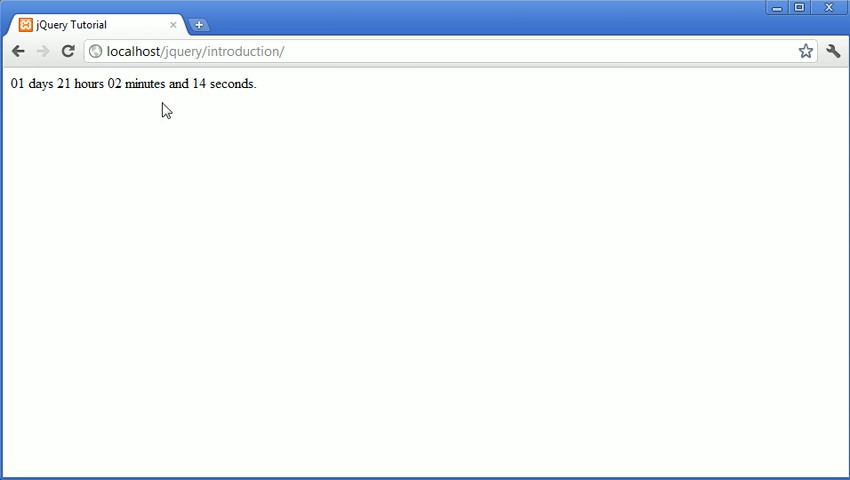 jQuery Tutorial
localhost/jquery/introduction/
01 days 21 hours 02 minutes and 14 seconds.